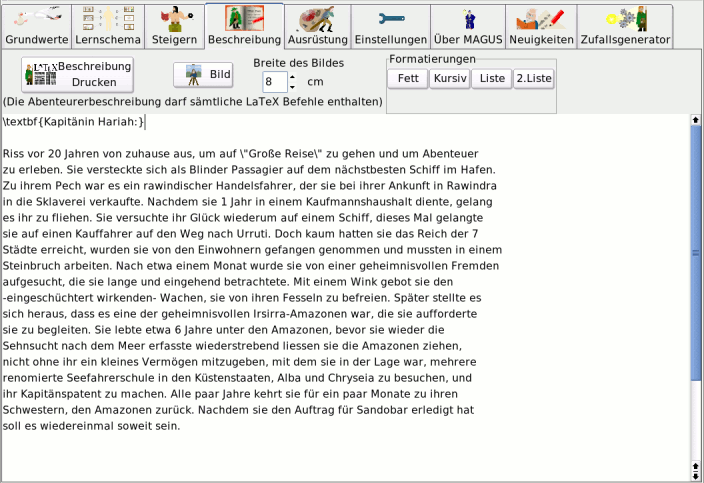 Grundwerte
Lernschema
Steigern
Beschreibung
Ausrüstung
Einstellungen
Über MAGUS
Neuigkeiten
Zufallsgenerator
LaTeX
Beschreibung
Drucken
Bild
Breite des Bildes
8 cm
Formatierungen
Fett
Kursiv
Liste
2.Liste
(Die Abenteurerbeschreibung darf sämtliche LaTeX Befehle enthalten)
\textbf{Kapitänin Hariah:}
Riss vor 20 Jahren von zuhause aus, um auf \"Große Reise\" zu gehen und um Abenteuer
zu erleben. Sie versteckte sich als Blinder Passagier auf dem nächstbesten Schiff im Hafen.
Zu ihrem Pech war es ein rawindischer Handelsfahrer, der sie bei ihrer Ankunft in Rawindra
in die Sklaverei verkaufte. Nachdem sie 1 Jahr in einem Kaufmannshaushalt diente, gelang
es ihr zu fliehen. Sie versuchte ihr Glück wiederum auf einem Schiff, dieses Mal gelangte
sie auf einen Kauffahrer auf den Weg nach Urruti. Doch kaum hatten sie das Reich der 7
Städte erreicht, wurden sie von den Einwohnern gefangen genommen und mussten in einem
Steinbruch arbeiten. Nach etwa einem Monat wurde sie von einer geheimnisvollen Fremden
aufgesucht, die sie lange und eingehend betrachtete. Mit einem Wink gebot sie den
-eingeschüchtert wirkenden- Wachen, sie von ihren Fesseln zu befreien. Später stellte es
sich heraus, dass es eine der geheimnisvollen Irsirra-Amazonen war, die sie aufforderte
sie zu begleiten. Sie lebte etwa 6 Jahre unter den Amazonen, bevor sie wieder die
Sehnsucht nach dem Meer erfasste wiederstrebend liessen sie die Amazonen ziehen,
nicht ohne ihr ein kleines Vermögen mitzugeben, mit dem sie in der Lage war, mehrere
renomierte Seefahrerschule in den Küstenstaaten, Alba und Chryseia zu besuchen, und
ihr Kapitänspatent zu machen. Alle paar Jahre kehrt sie für ein paar Monate zu ihren
Schwestern, den Amazonen zurück. Nachdem sie den Auftrag für Sandobar erledigt hat
soll es wiedereinmal soweit sein.